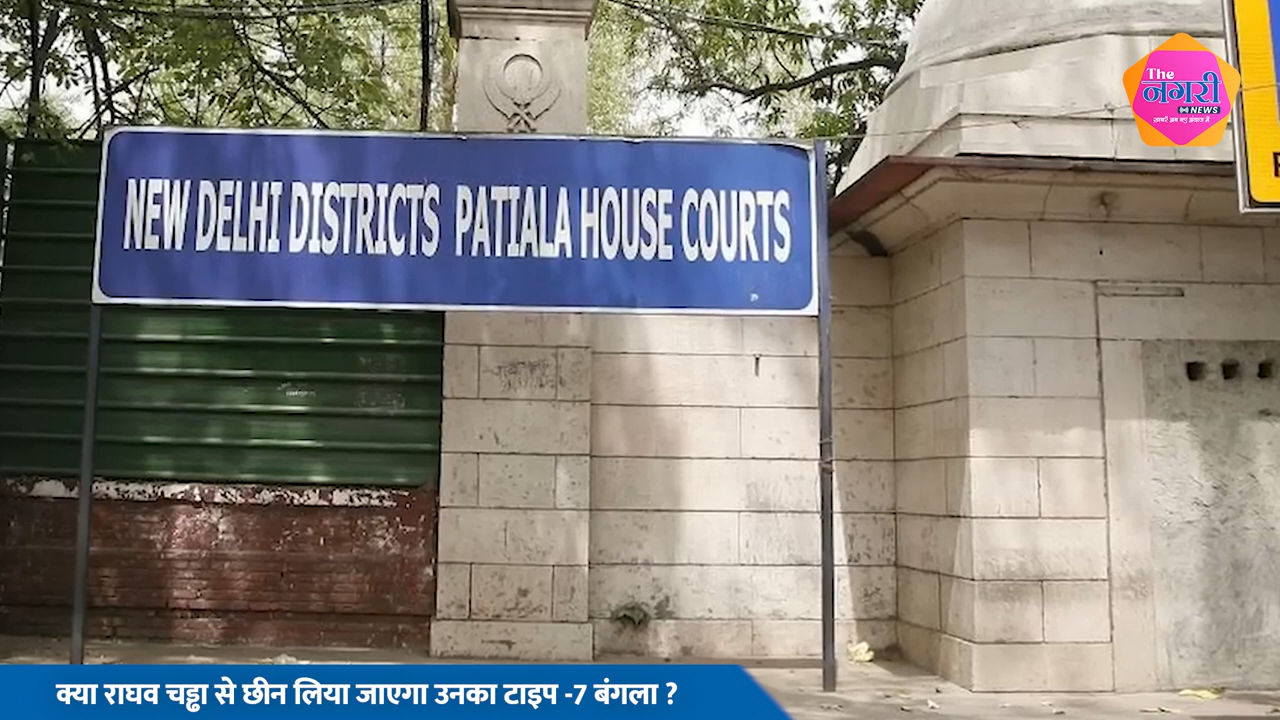 The
नगरी
NEWS
NEW DELHI DISTRICTS PATIALA HOUSE COURTS
क्या राघव चड्ढा से छीन लिया जाएगा उनका टाइप -7 बंगला ?